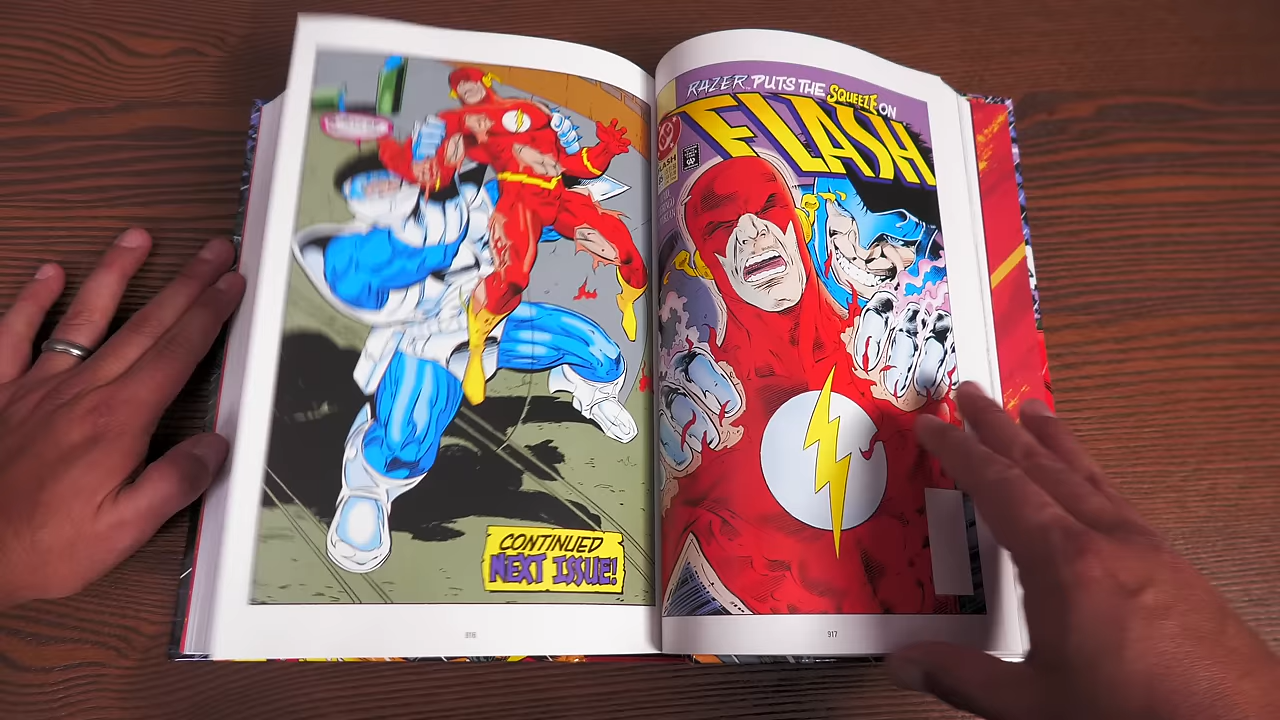 CONTINUED
NEXT ISSUE!
916
RAZER.. PUTS THE SQUEEZE ON
FLASH
917